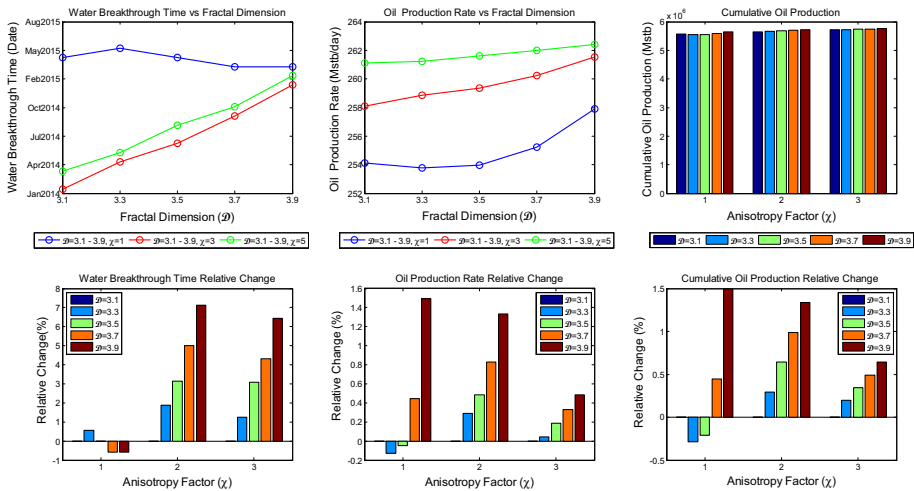 Water Breakthrough Time vs Fractal Dimension
Water Breakthrough Time (Date)
Aug2015
May2015
Feb2015
Oct2014
Jul2014
Apr2014
Jan2014
3.1 3.3 3.5 3.7 3.9
Fractal Dimension (𝒟)
𝒟=3.1 - 3.9, χ=1 𝒟=3.1 - 3.9, χ=3 𝒟=3.1 - 3.9, χ=5
Oil Production Rate vs Fractal Dimension
Oil Production Rate (Mstb/day)
264
262
260
258
256
254
252
3.1 3.3 3.5 3.7 3.9
Fractal Dimension (𝒟)
𝒟=3.1 - 3.9, χ=1 𝒟=3.1 - 3.9, χ=3 𝒟=3.1 - 3.9, χ=5
Cumulative Oil Production
Cumulative Oil Production (Mstb)
x 10⁶
6
5
4
3
2
1
0
1 2 3
Anisotropy Factor (χ)
𝒟=3.1 𝒟=3.3 𝒟=3.5 𝒟=3.7 𝒟=3.9
Water Breakthrough Time Relative Change
Relative Change(%)
8
7
6
5
4
3
2
1
0
-1
𝒟=3.1
𝒟=3.3
𝒟=3.5
𝒟=3.7
𝒟=3.9
1 2 3
Anisotropy Factor (χ)
Oil Production Rate Relative Change
Relative Change (%)
1.6
1.4
1.2
1
0.8
0.6
0.4
0.2
0
-0.2
𝒟=3.1
𝒟=3.3
𝒟=3.5
𝒟=3.7
𝒟=3.9
1 2 3
Anisotropy Factor (χ)
Cumulative Oil Production Relative Change
Relative Change (%)
1.5
1
0.5
0
-0.5
𝒟=3.1
𝒟=3.3
𝒟=3.5
𝒟=3.7
𝒟=3.9
1 2 3
Anisotropy Factor (χ)